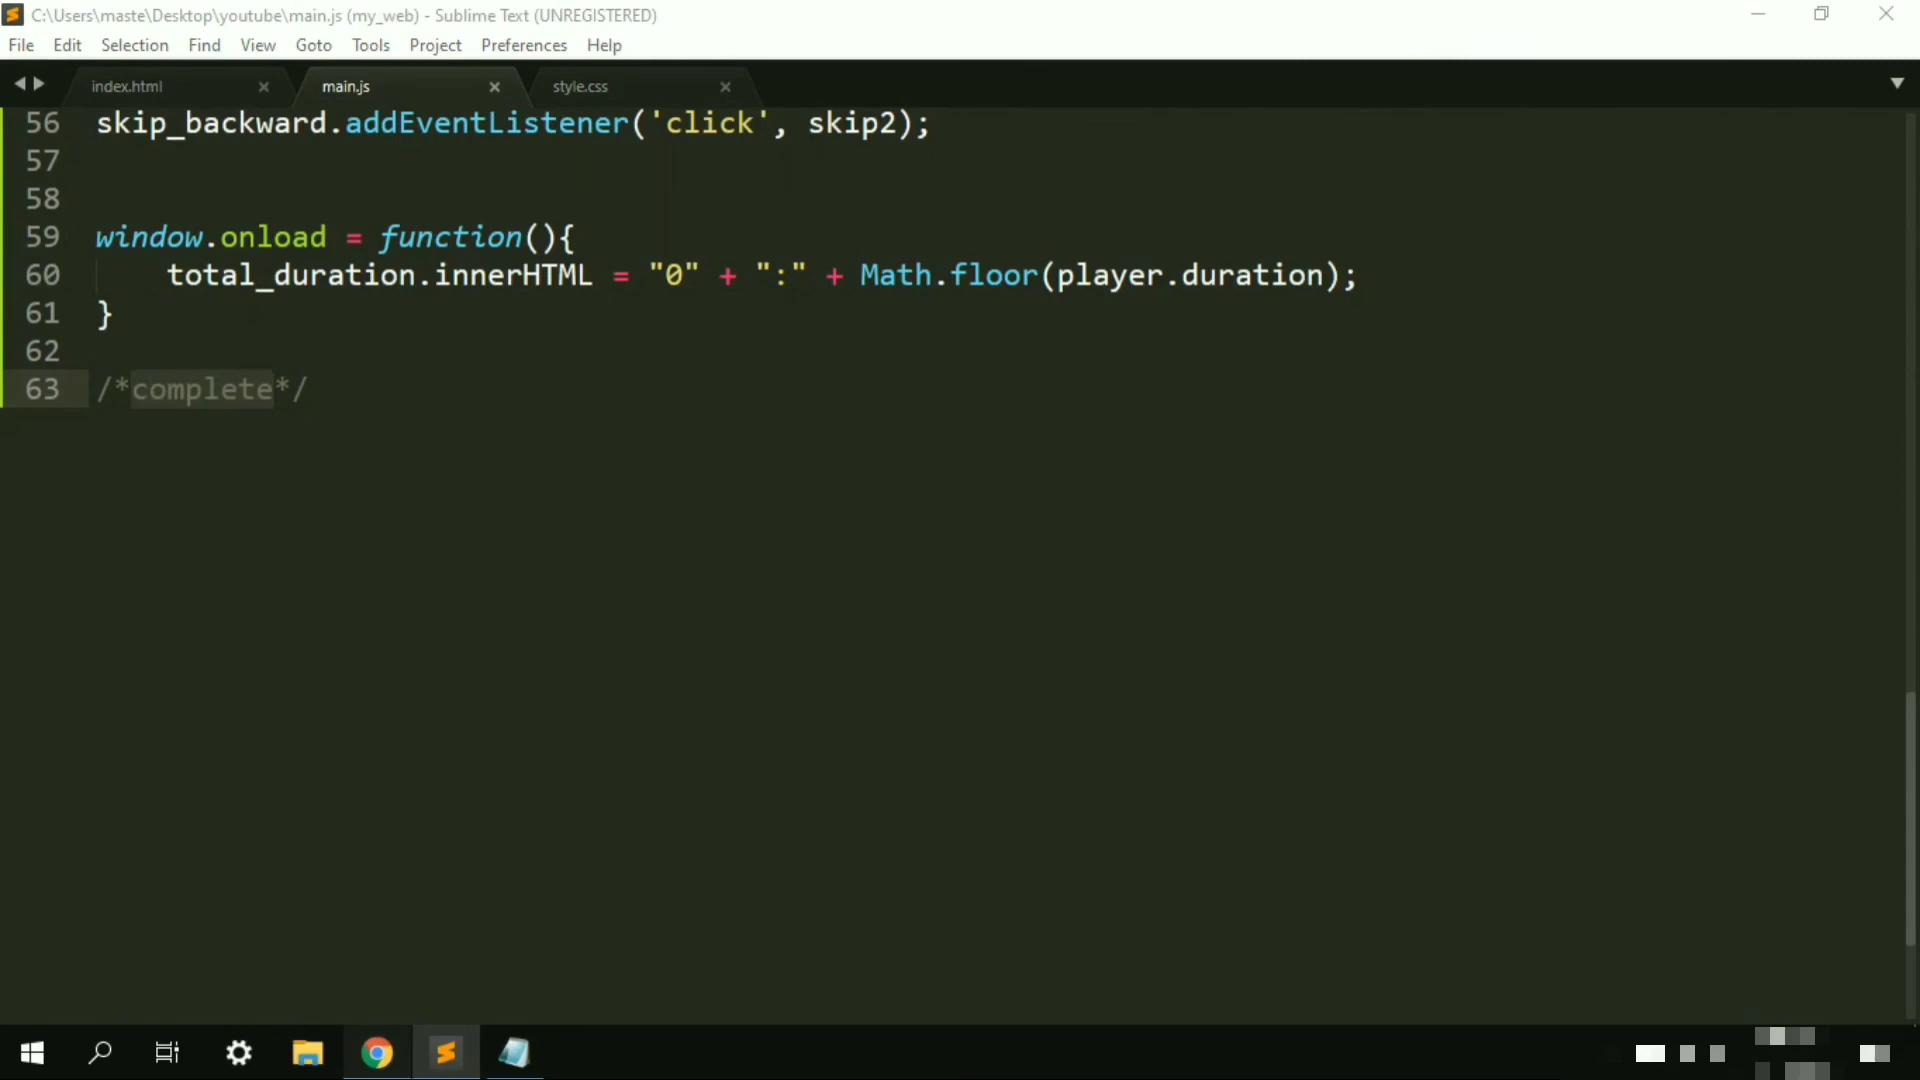 C:\Users\maste\Desktop\youtube\main.js (my_web) - Sublime Text (UNREGISTERED)
File Edit Selection Find View Goto Tools Project Preferences Help
index.html main.js style.css
56 skip_backward.addEventListener('click', skip2);
57
58
59 window.onload = function(){
60 total_duration.innerHTML = "0" + ":" + Math.floor(player.duration);
61 }
62
63 /*complete*/